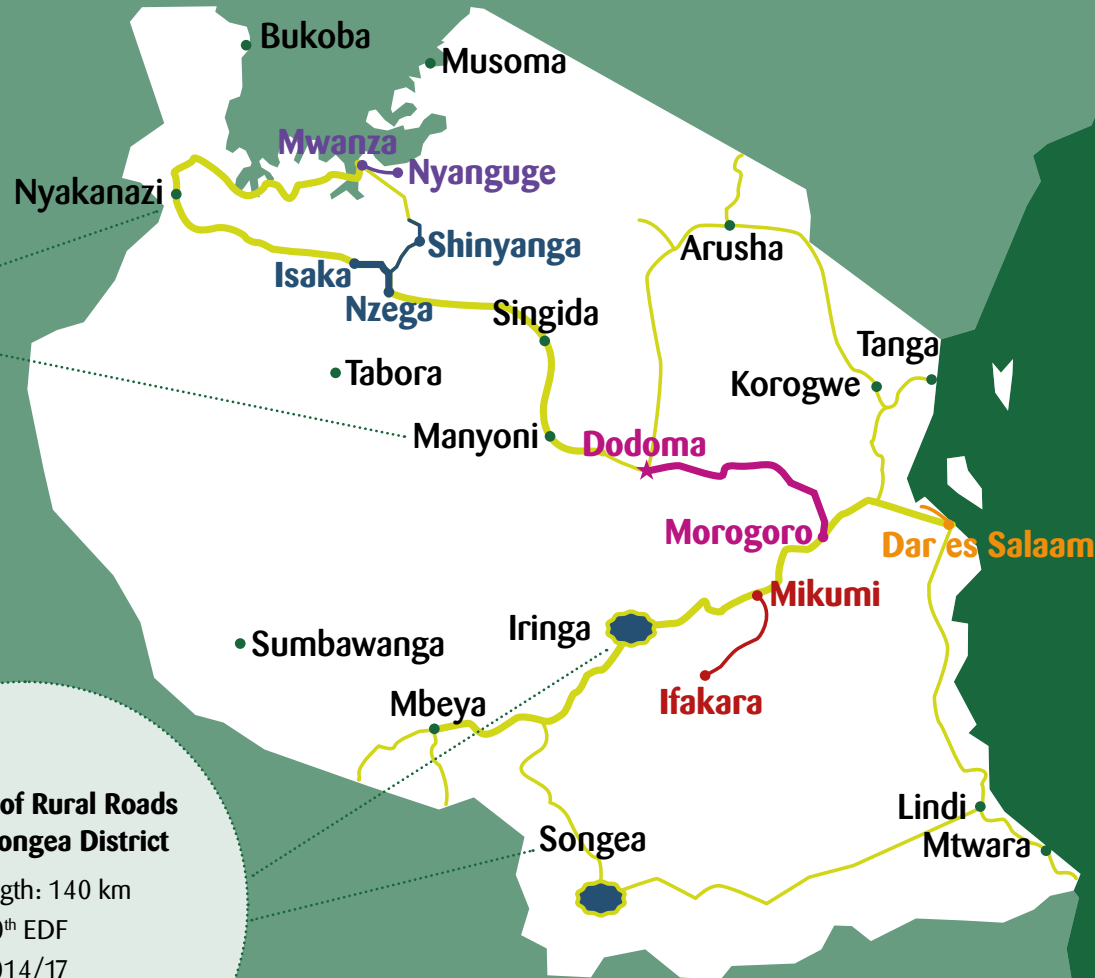 Bukoba
Musoma
Mwanza
Nyanguge
Nyakanazi
Shinyanga
Arusha
Isaka
Nzega
Singida
Tanga
Tabora
Korogwe
Manyoni
Dodoma
Morogoro
Dar es Salaam
Mikumi
Iringa
Sumbawanga
Ifakara
Mbeya
of Rural Roads
ongea District
gth: 140 km
th EDF
014/17
Lindi
Songea
Mtwara